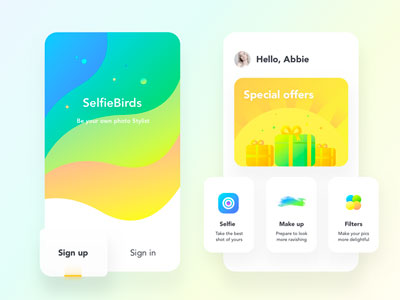 SelfieBirds
Be your own photo Stylist
Sign up
Sign in
Hello, Abbie
Special offers
Selfie
Take the best
shot of yours
Make up
Prepare to look
more ravishing
Filters
Make your pics
more delightful